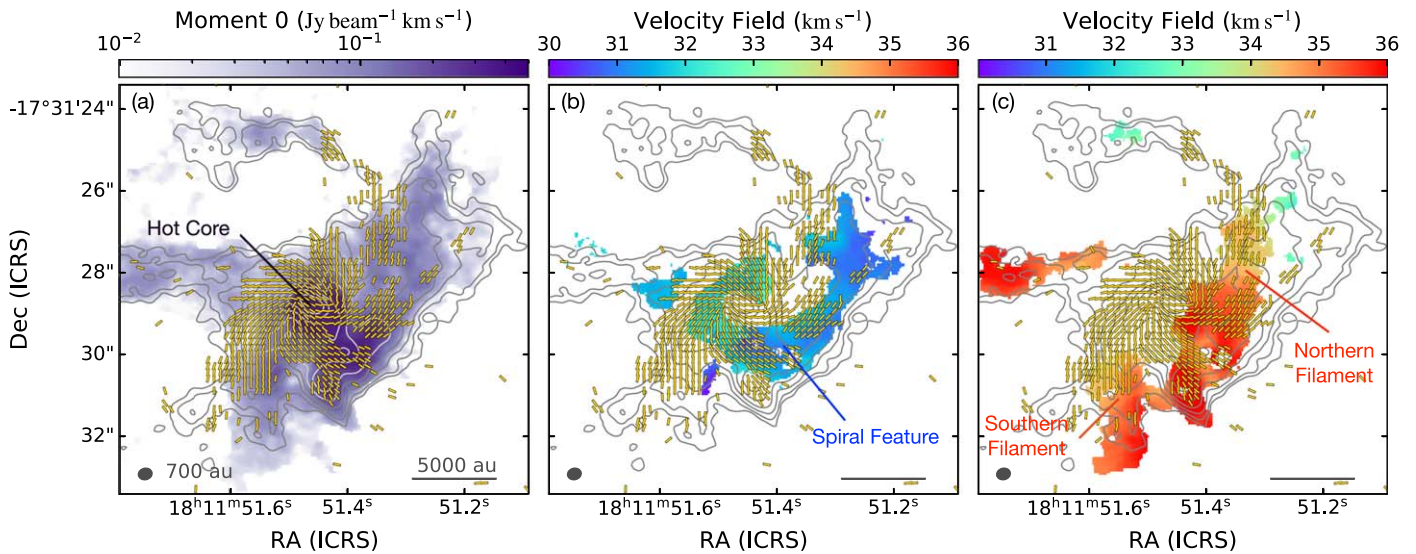 Moment 0 (Jy beam⁻¹ km s⁻¹)
10⁻² 10⁻¹
Velocity Field (km s⁻¹)
30 31 32 33 34 35 36
Velocity Field (km s⁻¹)
31 32 33 34 35 36
(a)
(b)
(c)
-17°31'24"
26"
28"
30"
32"
Dec (ICRS)
Hot Core
Spiral Feature
Northern
Filament
Southern
Filament
700 au
5000 au
18ʰ11ᵐ51.6ˢ 51.4ˢ 51.2ˢ
18ʰ11ᵐ51.6ˢ 51.4ˢ 51.2ˢ
18ʰ11ᵐ51.6ˢ 51.4ˢ 51.2ˢ
RA (ICRS)
RA (ICRS)
RA (ICRS)